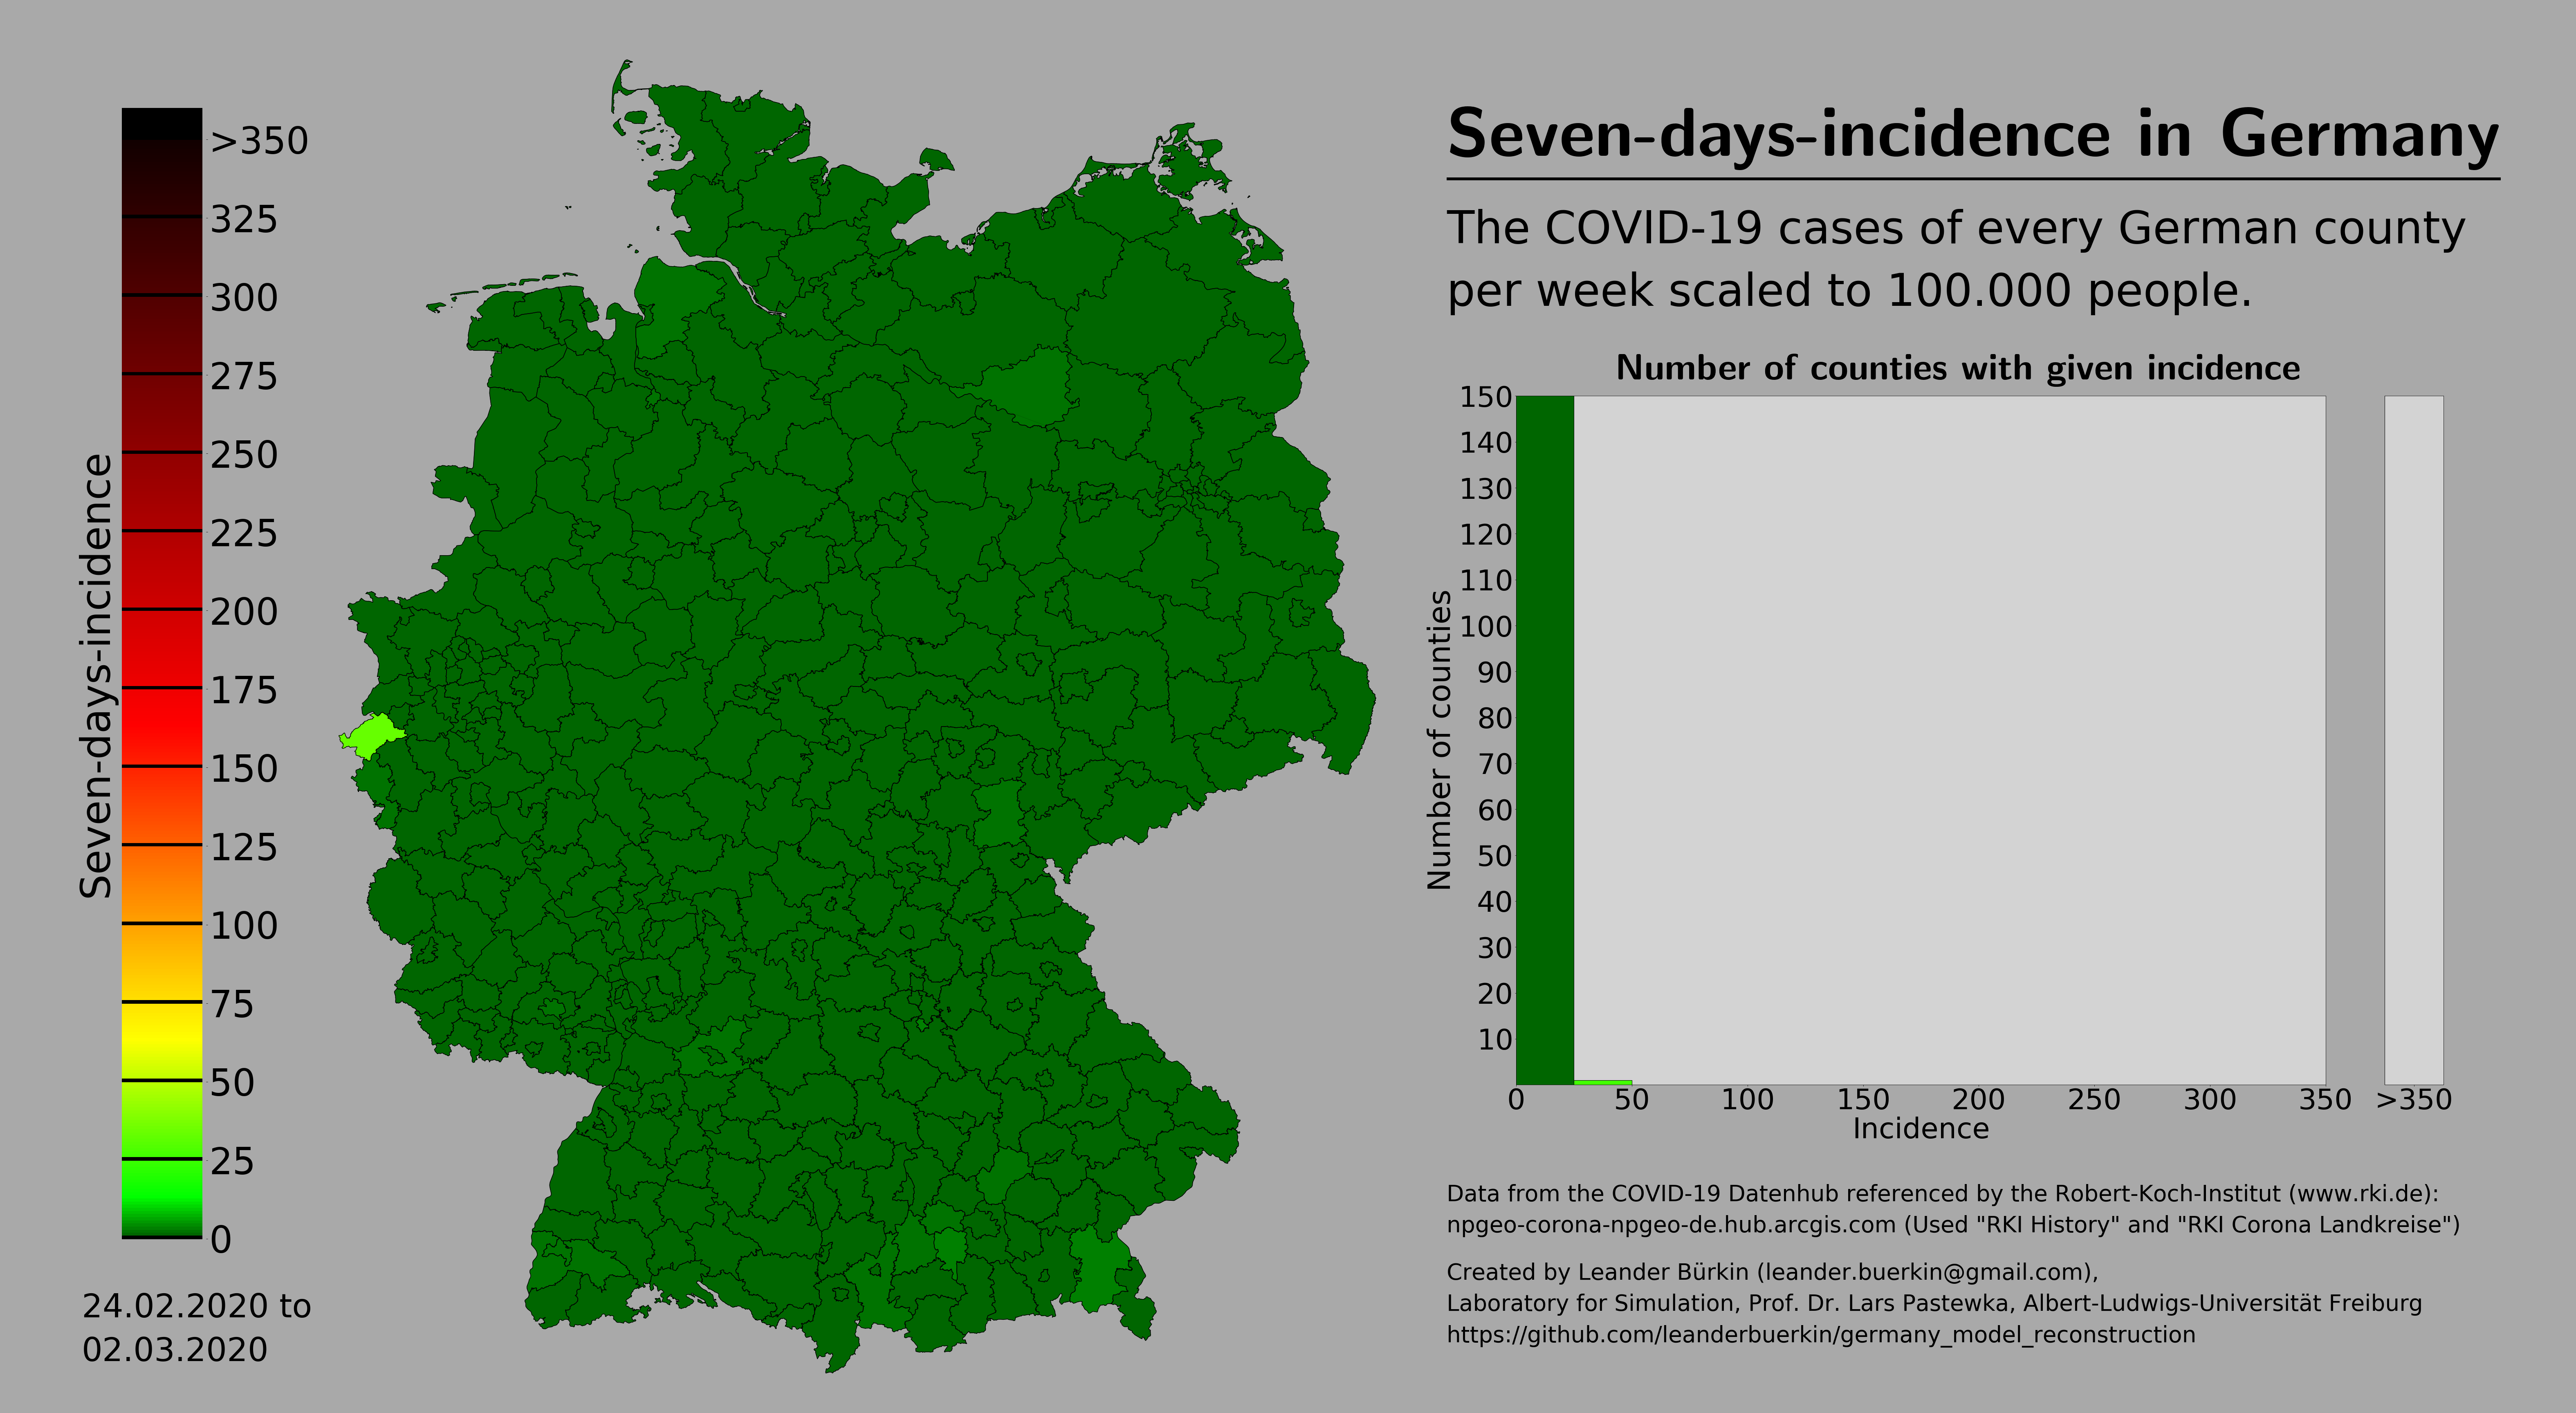 Seven-days-incidence in Germany
The COVID-19 cases of every German county
per week scaled to 100.000 people.
Seven-days-incidence
>350
325
300
275
250
225
200
175
150
125
100
75
50
25
0
24.02.2020 to
02.03.2020
Number of counties with given incidence
Number of counties
150
140
130
120
110
100
90
80
70
60
50
40
30
20
10
0 50 100 150 200 250 300 350 >350
Incidence
Data from the COVID-19 Datenhub referenced by the Robert-Koch-Institut (www.rki.de):
npgeo-corona-npgeo-de.hub.arcgis.com (Used "RKI History" and "RKI Corona Landkreise")
Created by Leander Bürkin (leander.buerkin@gmail.com),
Laboratory for Simulation, Prof. Dr. Lars Pastewka, Albert-Ludwigs-Universität Freiburg
https://github.com/leanderbuerkin/germany_model_reconstruction